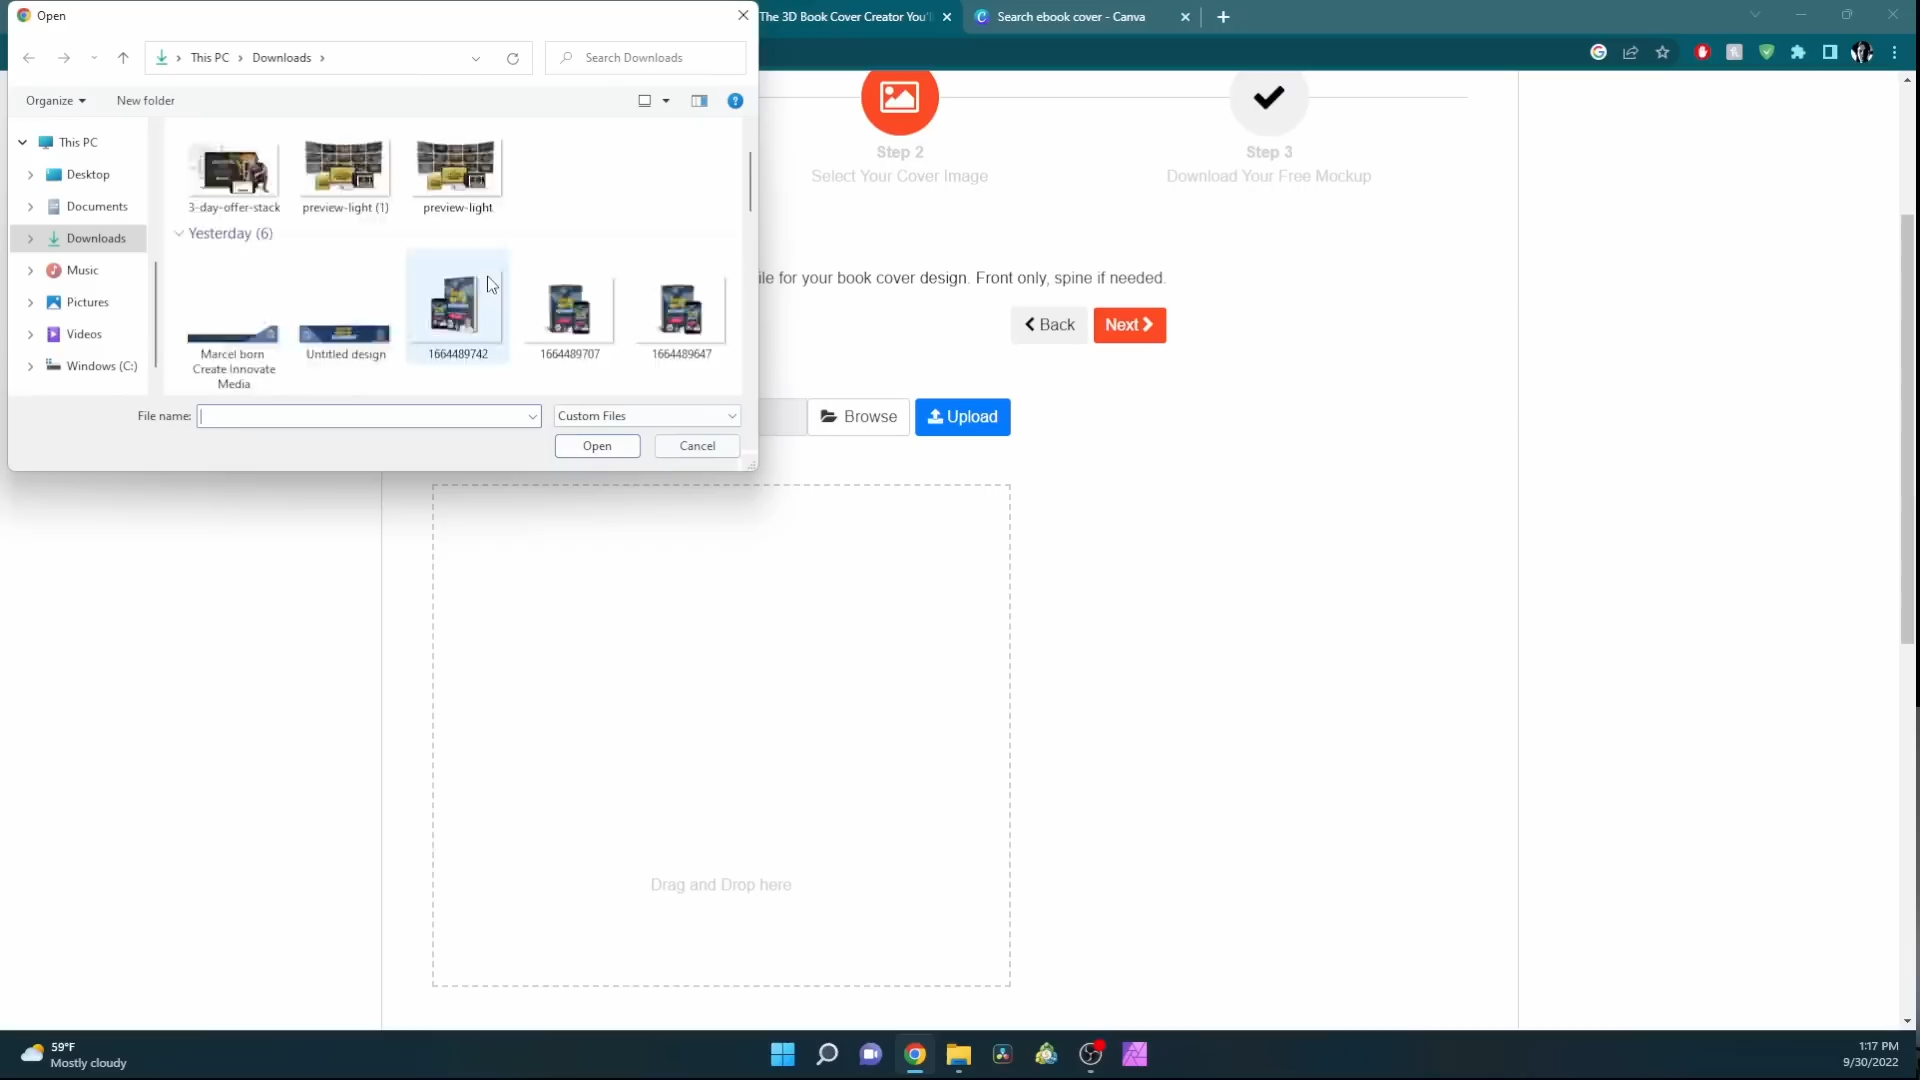 Open
The 3D Book Cover Creator You'
Search ebook cover - Canva
This PC
Downloads
Search Downloads
Organize
New folder
This PC
Desktop
Documents
Downloads
Music
Pictures
Videos
Windows (C:)
3-day-offer-stack
preview-light (1)
preview-light
Yesterday (6)
Marcel born
Create Innovate
Media
Untitled design
1664489742
1664489707
1664489647
File name:
Custom Files
Open
Cancel
Step 2
Select Your Cover Image
Step 3
Download Your Free Mockup
ile for your book cover design. Front only, spine if needed.
Back
Next
Browse
Upload
Drag and Drop here
59°F
Mostly cloudy
1:17 PM
9/30/2022